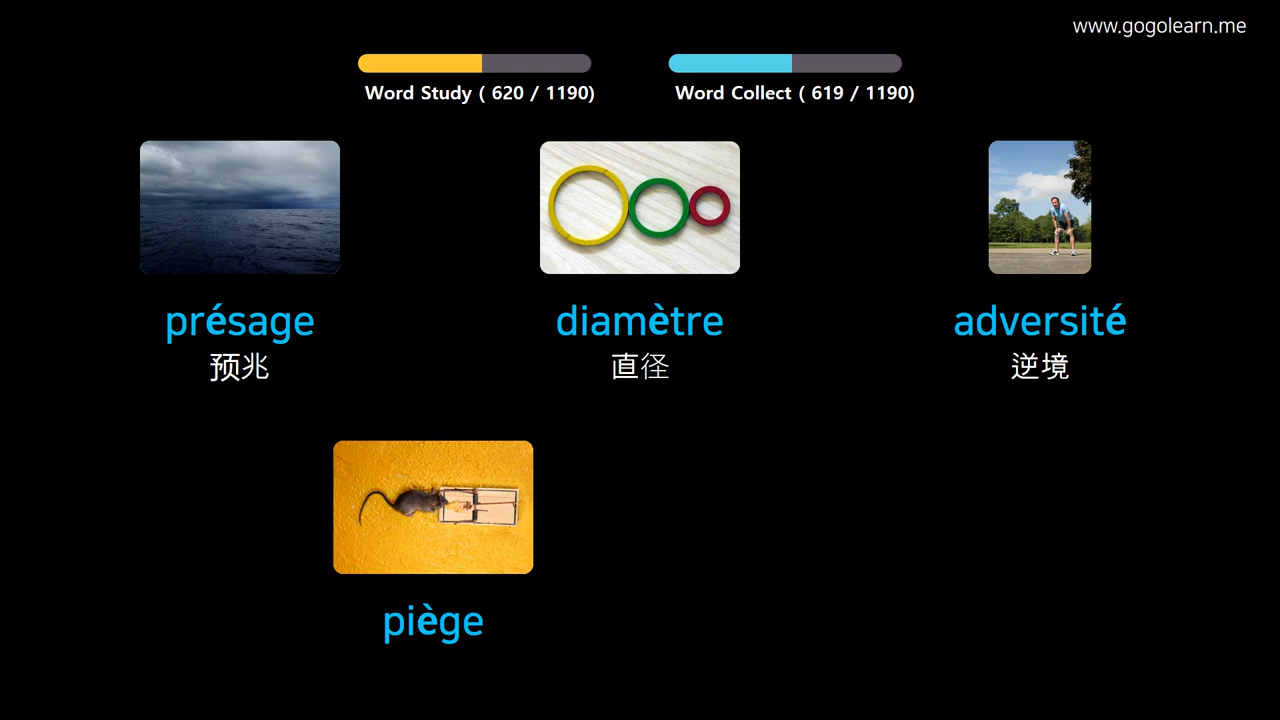 www.gogolearn.me
Word Study ( 620 / 1190)
Word Collect ( 619 / 1190)
présage
预兆
diamètre
直径
adversité
逆境
piège